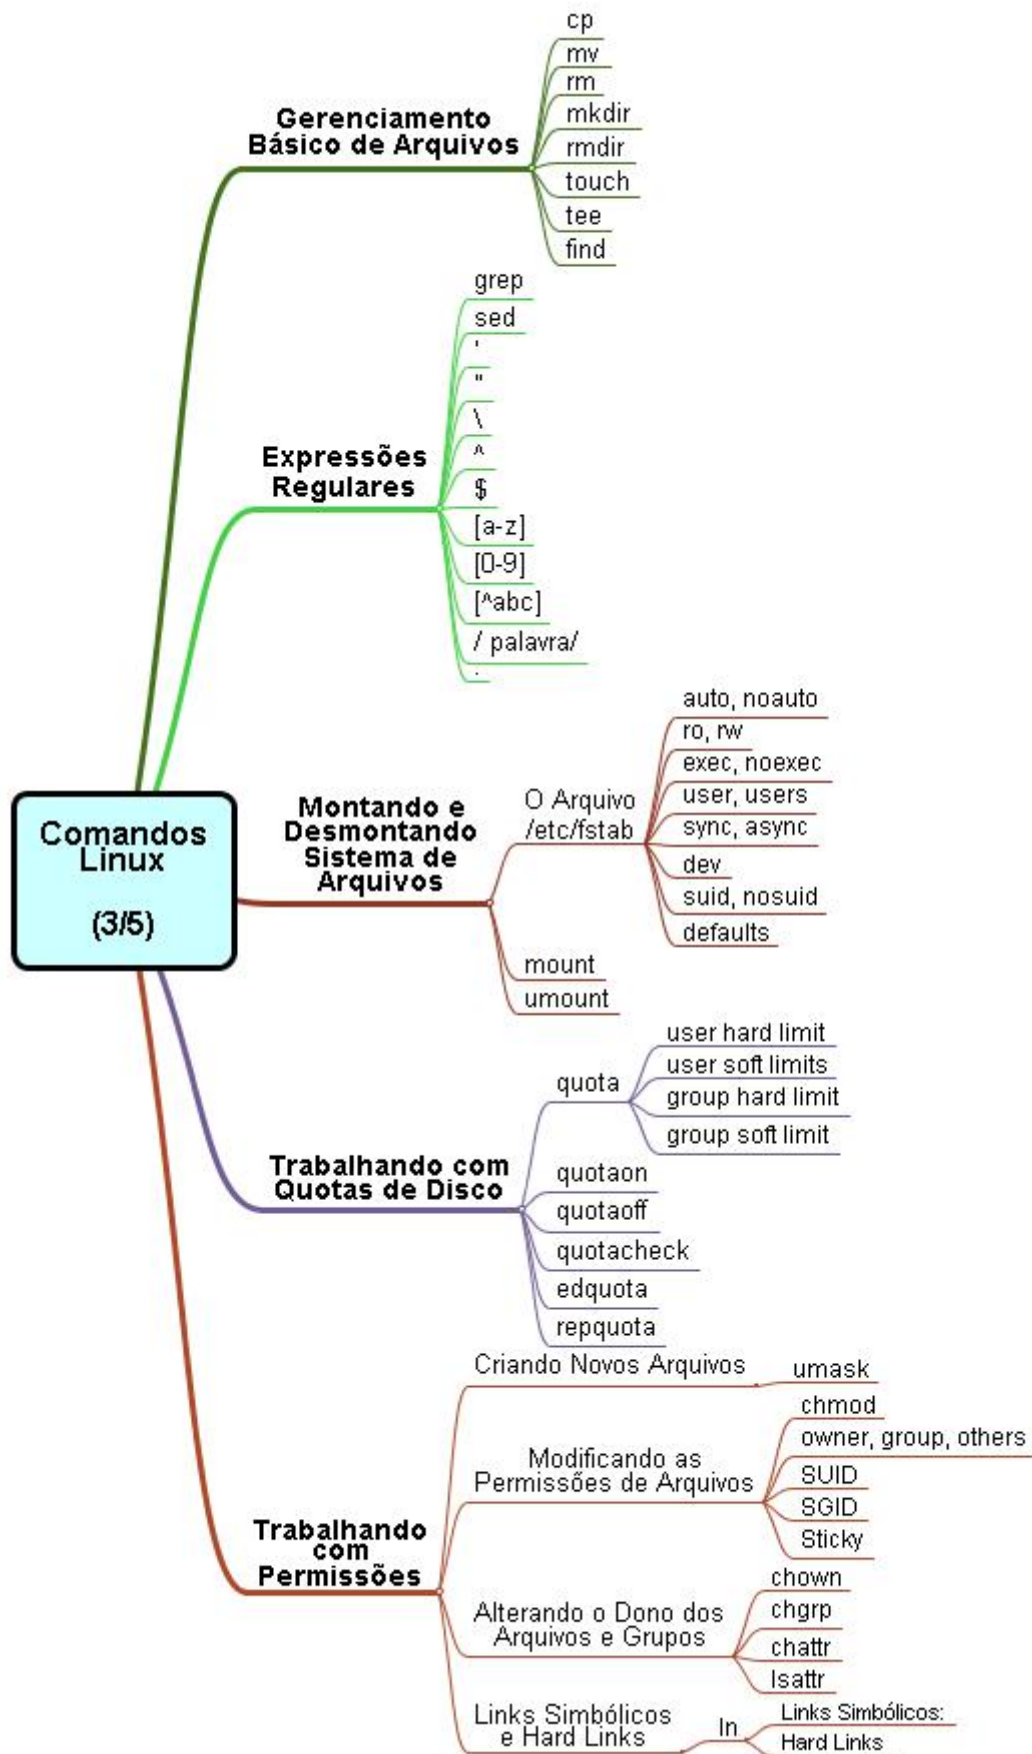 Comandos
Linux
(3/5)
Gerenciamento
Básico de Arquivos
cp
mv
rm
mkdir
rmdir
touch
tee
find
Expressões
Regulares
grep
sed
'
"
\
^
$
[a-z]
[0-9]
[^abc]
/ palavra/
.
Montando e
Desmontando
Sistema de
Arquivos
O Arquivo
/etc/fstab
auto, noauto
ro, rw
exec, noexec
user, users
sync, async
dev
suid, nosuid
defaults
mount
umount
Trabalhando com
Quotas de Disco
quota
user hard limit
user soft limits
group hard limit
group soft limit
quotaon
quotaoff
quotacheck
edquota
repquota
Trabalhando
com
Permissões
Criando Novos Arquivos
umask
Modificando as
Permissões de Arquivos
chmod
owner, group, others
SUID
SGID
Sticky
Alterando o Dono dos
Arquivos e Grupos
chown
chgrp
chattr
lsattr
Links Simbólicos
e Hard Links
ln
Links Simbólicos:
Hard Links